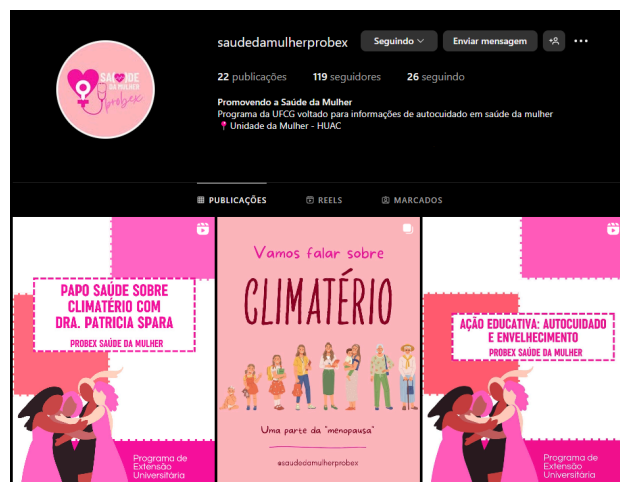 saudedamulherprobex
Seguindo
Enviar mensagem
22 publicações
119 seguidores
26 seguindo
Promovendo a Saúde da Mulher
Programa da UFCG voltado para informações de autocuidado em saúde da mulher
Unidade da Mulher - HUAC
SAÚDE
DA MULHER
probex
PUBLICAÇÕES
REELS
MARCADOS
PAPO SAÚDE SOBRE
CLIMATÉRIO COM
DRA. PATRICIA SPARA
PROBEX SAÚDE DA MULHER
Programa de
Extensão
Universitária
Vamos falar sobre
CLIMATÉRIO
Uma parte da "menopausa"
@saudedamulherprobex
AÇÃO EDUCATIVA: AUTOCUIDADO
E ENVELHECIMENTO
PROBEX SAÚDE DA MULHER
Programa de
Extensão
Universitária